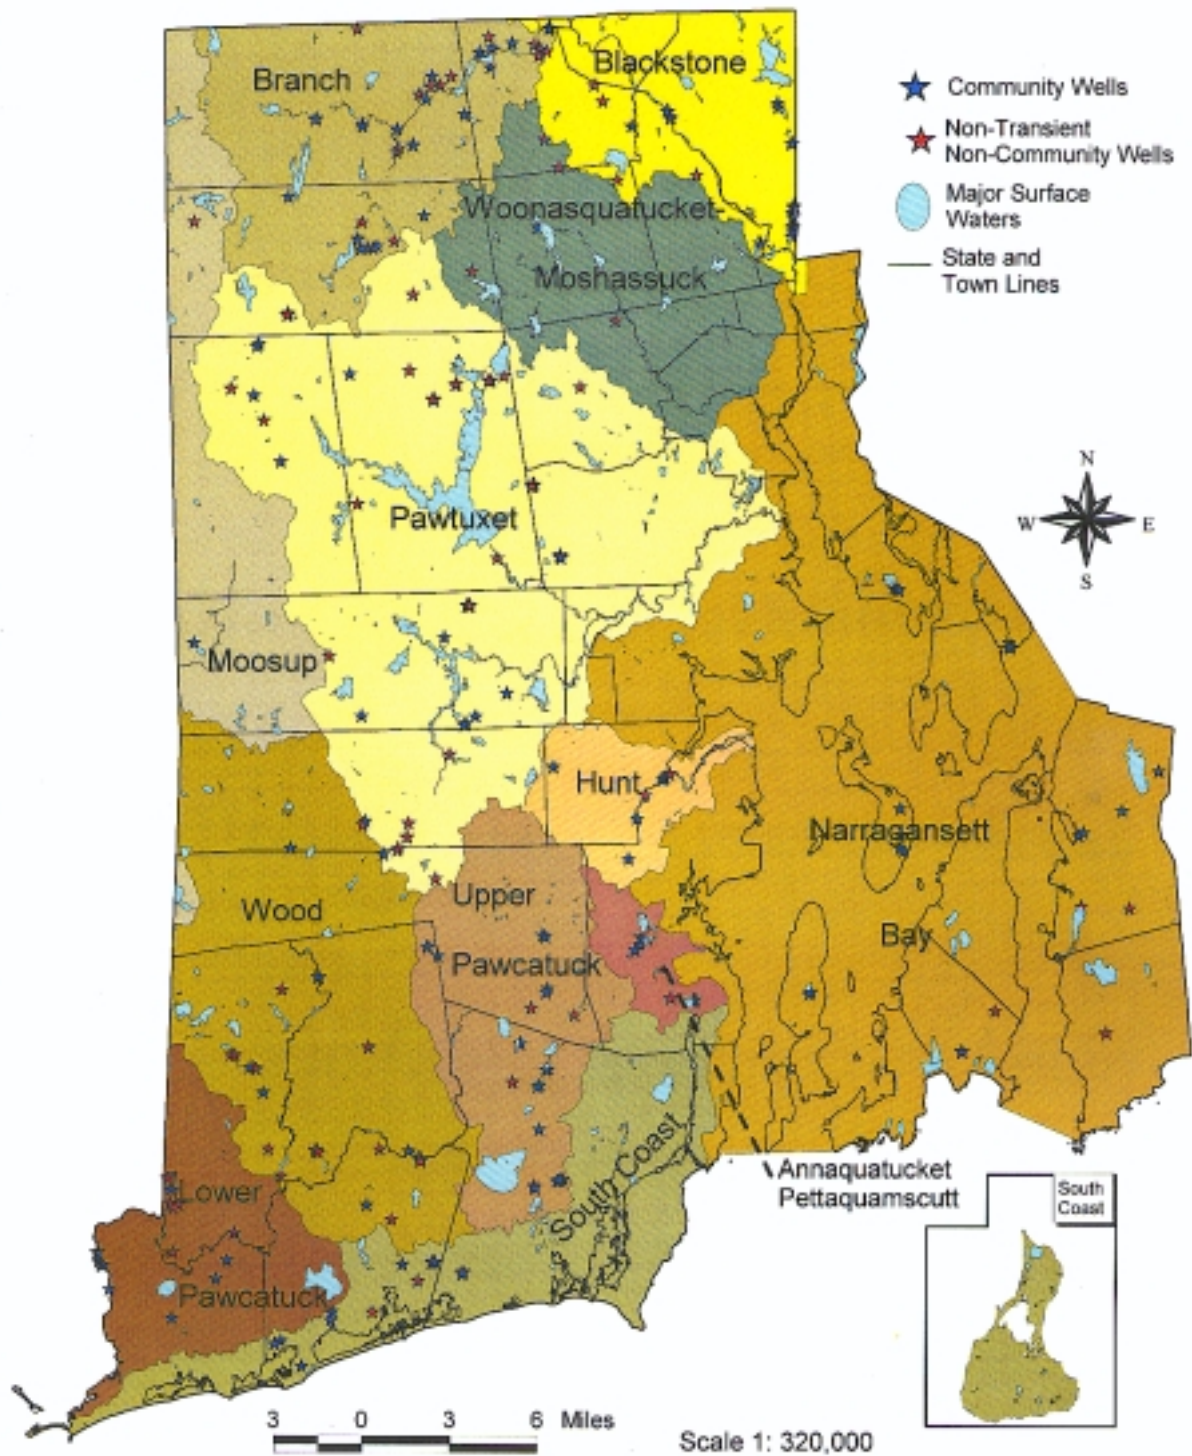 Branch
Blackstone
Community Wells
Non-Transient
Non-Community Wells
Major Surface
Waters
State and
Town Lines
Woonasquatucket-
Moshassuck
Pawtuxet
N
W
E
S
Moosup
Hunt
Narragansett
Bay
Wood
Upper
Pawcatuck
South Coast
Annaquatucket
Pettaquamscutt
Lower
Pawcatuck
South
Coast
3 0 3 6 Miles
Scale 1: 320,000